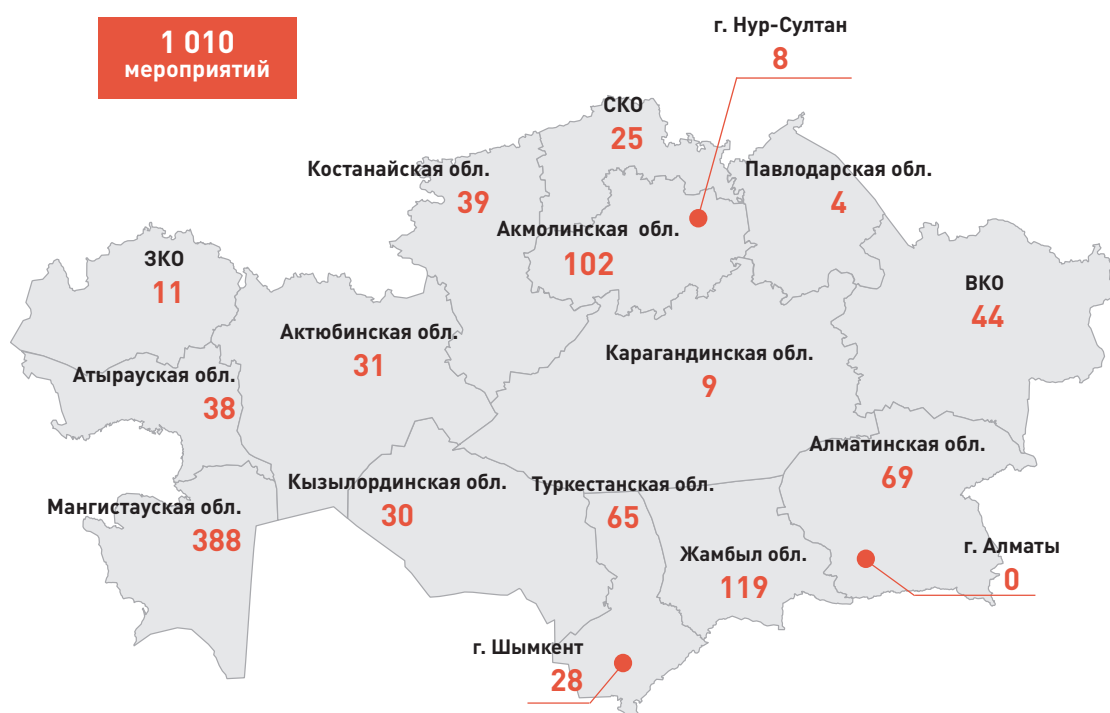 1 010
мероприятий
г. Нур-Султан
8
СКО
25
Костанайская обл.
39
Павлодарская обл.
4
Акмолинская обл.
102
ЗКО
11
ВКО
44
Актюбинская обл.
31
Карагандинская обл.
9
Атырауская обл.
38
Алматинская обл.
69
Кызылординская обл.
30
Туркестанская обл.
65
Мангистауская обл.
388
Жамбыл обл.
119
г. Алматы
0
г. Шымкент
28